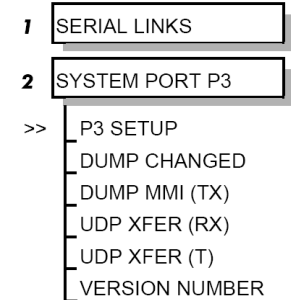 1 SERIAL LINKS
2 SYSTEM PORT P3
>> P3 SETUP
DUMP CHANGED
DUMP MMI (TX)
UDP XFER (RX)
UDP XFER (T)
VERSION NUMBER